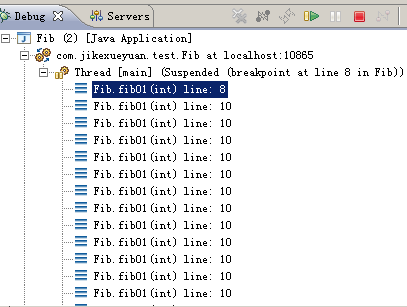 Debug Servers
Fib (2) [Java Application]
com.jikexueyuan.test.Fib at localhost:10865
Thread [main] (Suspended (breakpoint at line 8 in Fib))
Fib.fib01(int) line: 8
Fib.fib01(int) line: 10
Fib.fib01(int) line: 10
Fib.fib01(int) line: 10
Fib.fib01(int) line: 10
Fib.fib01(int) line: 10
Fib.fib01(int) line: 10
Fib.fib01(int) line: 10
Fib.fib01(int) line: 10
Fib.fib01(int) line: 10
Fib.fib01(int) line: 10
Fib.fib01(int) line: 10
Fib.fib01(int) line: 10